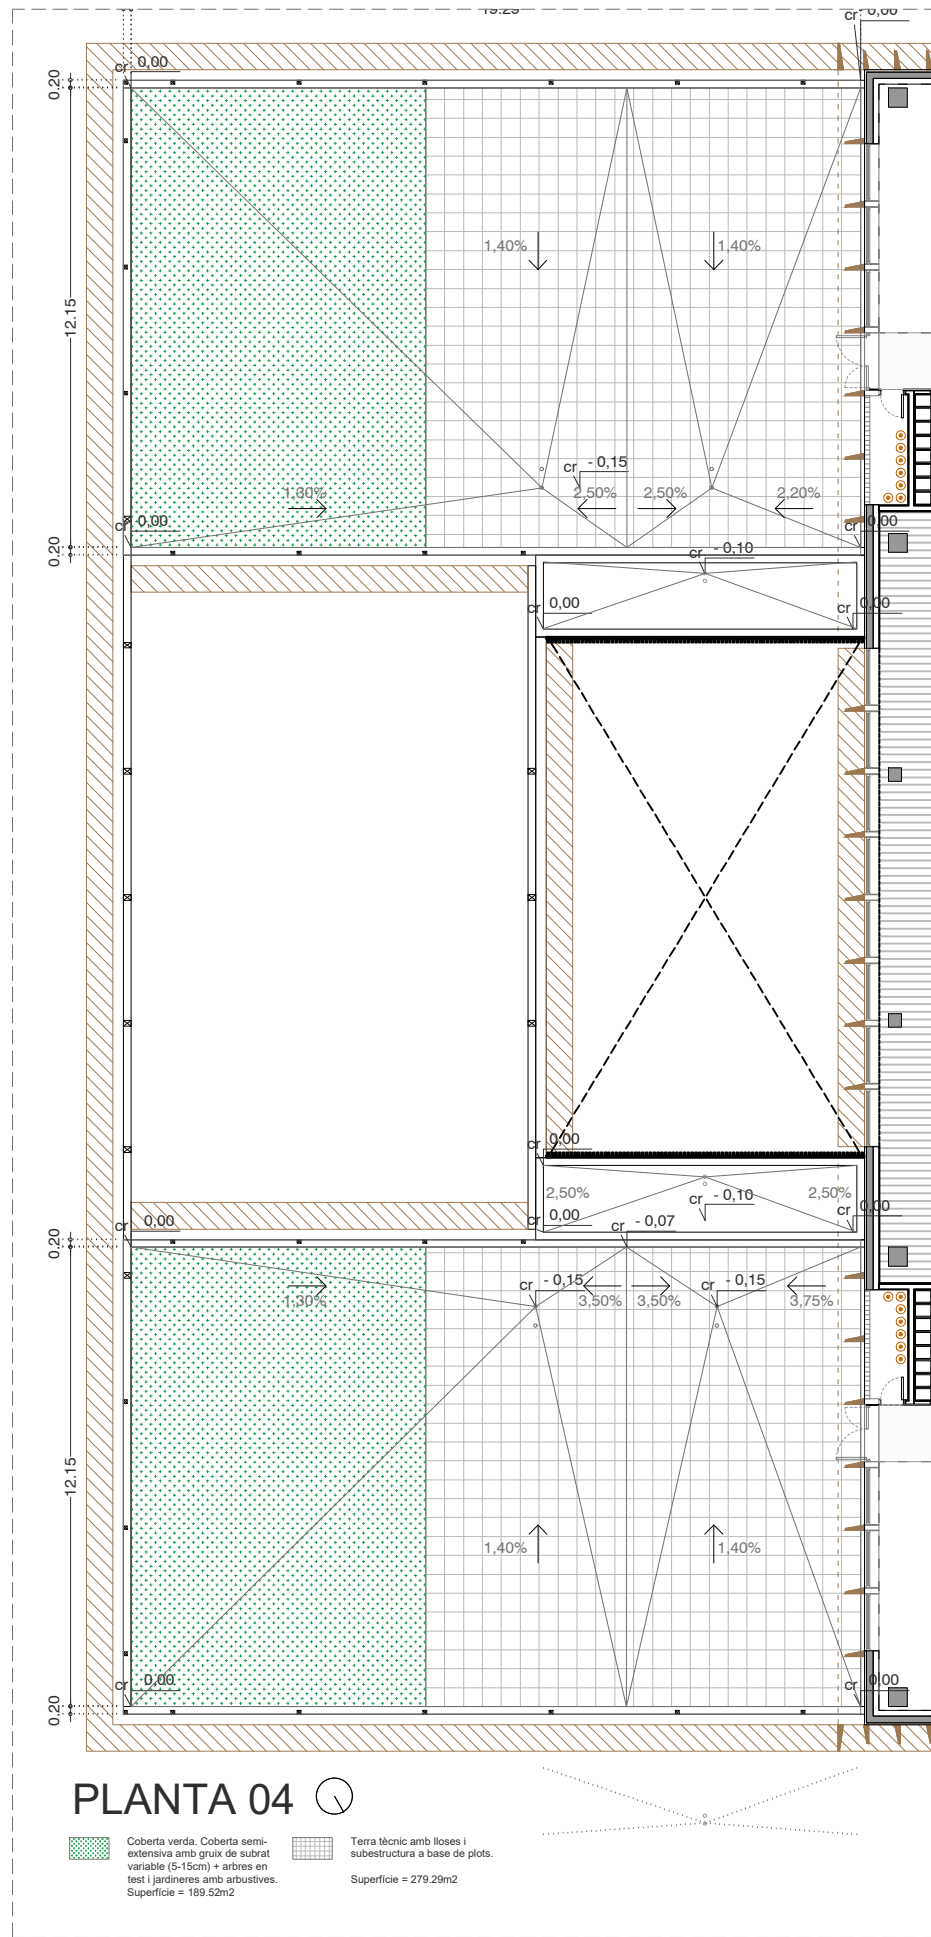 19.29
cr 0,00
cr 0,00
0.20
12.15
1,40%
1,40%
cr - 0,15
1,30%
2,50%
2,50%
2,20%
cr 0,00
cr 0,00
0.20
cr - 0,10
cr 0,00
cr 0,00
cr 0,00
2,50%
cr - 0,10
2,50%
cr 0,00
0,00
cr 0,00
cr - 0,07
0.20
1,30%
cr - 0,15
3,50%
3,50%
cr - 0,15
3,75%
12.15
1,40%
1,40%
cr 0,00
cr 0,00
0.20
PLANTA 04
Coberta verda. Coberta semi-
extensiva amb gruix de subrat
variable (5-15cm) + arbres en
test i jardineres amb arbustives.
Superfície = 189.52m2
Terra tècnic amb lloses i
subestructura a base de plots.
Superfície = 279.29m2